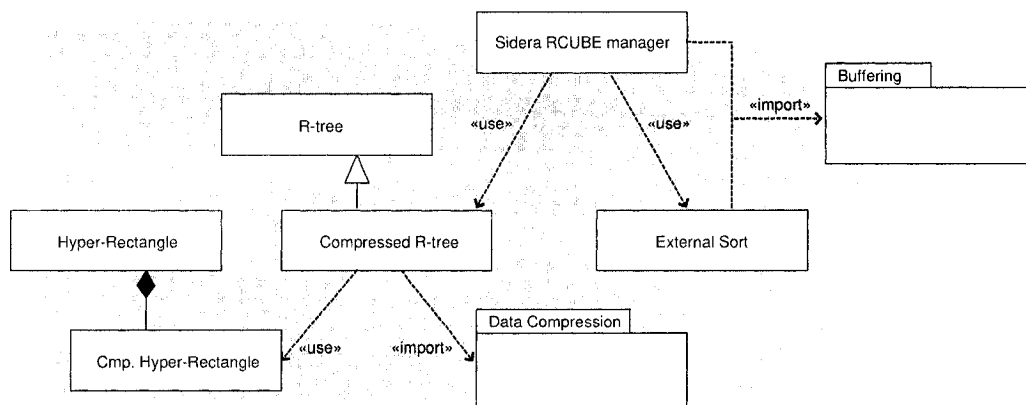 Sidera RCUBE manager
Buffering
R-tree
«use»
«use»
«import»
Hyper-Rectangle
Compressed R-tree
External Sort
Data Compression
Cmp. Hyper-Rectangle
«use»
«import»